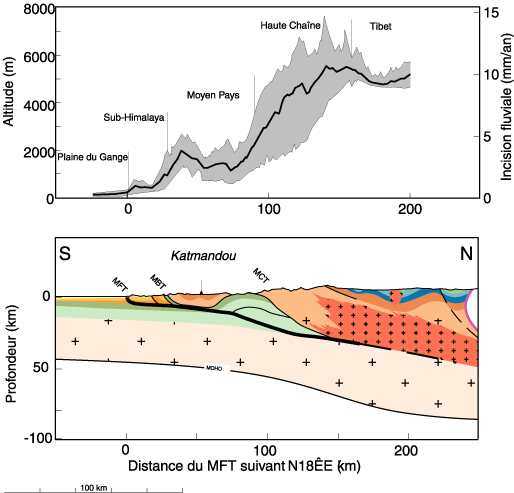 8000
6000
4000
2000
0
Altitude (m)
15
10
5
0
Incision fluviale (mm/an)
Haute Chaîne
Tibet
Moyen Pays
Sub-Himalaya
Plaine du Gange
0
100
200
S
Katmandou
N
MFT
MBT
MCT
0
50
-100
Profondeur (km)
MOHO
0
100
200
Distance du MFT suivant N18ÊE (km)
100 km